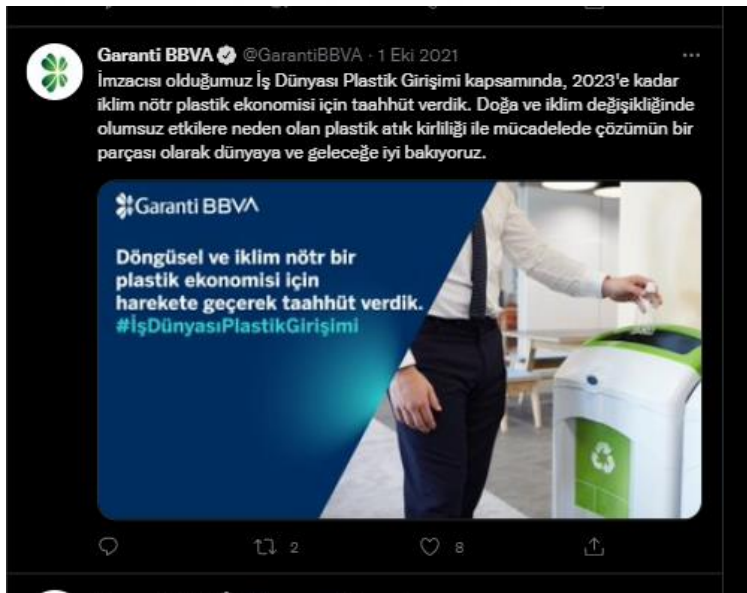 Garanti BBVA @GarantiBBVA · 1 Eki 2021
İmzacısı olduğumuz İş Dünyası Plastik Girişimi kapsamında, 2023'e kadar
iklim nötr plastik ekonomisi için taahhüt verdik. Doğa ve iklim değişikliğinde
olumsuz etkilere neden olan plastik atık kirliliği ile mücadelede çözümün bir
parçası olarak dünyaya ve geleceğe iyi bakıyoruz.
Garanti BBVA
Döngüsel ve iklim nötr bir
plastik ekonomisi için
harekete geçerek taahhüt verdik.
#İşDünyasıPlastikGirişimi
2 8